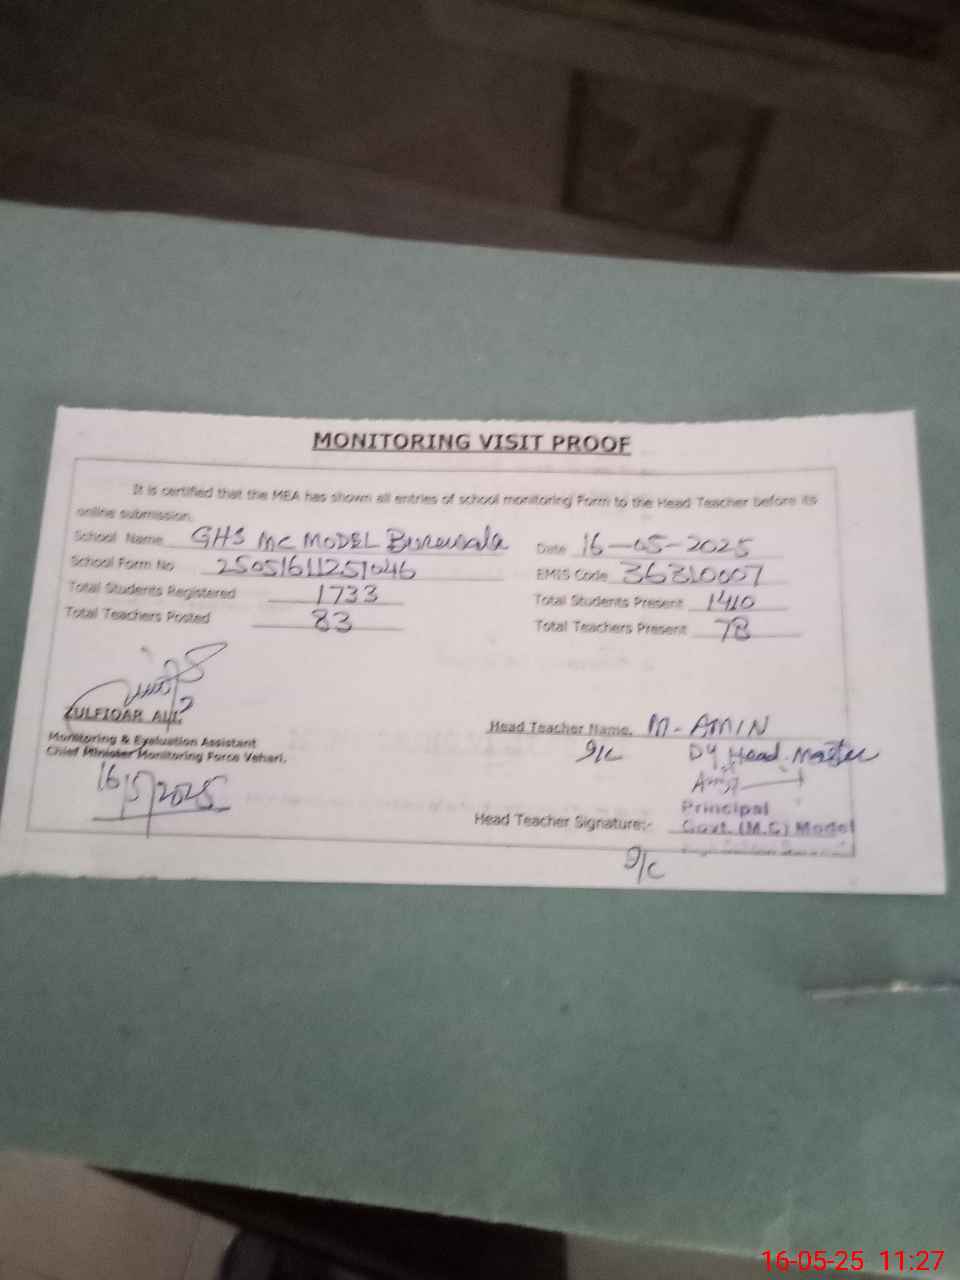 MONITORING VISIT PROOF
It is certified that the MEA has shown all entries of school monitoring Form to the Head Teacher before its
online submission.
School Name GHS MC MODEL Burewala Date 16-05-2025
School Form No 25051611251046 EMIS Code 36310007
Total Students Registered 1733 Total Students Present 1410
Total Teachers Posted 83 Total Teachers Present 78
ZULFIQAR ALI
Monitoring & Evaluation Assistant
Chief Minister Monitoring Force Vehari.
16/5/2025
Head Teacher Name. M-AMIN
I/C Dy Head-Master
Principal
Head Teacher Signature:- Govt. (M.C) Model
I/C
16-05-25 11:27